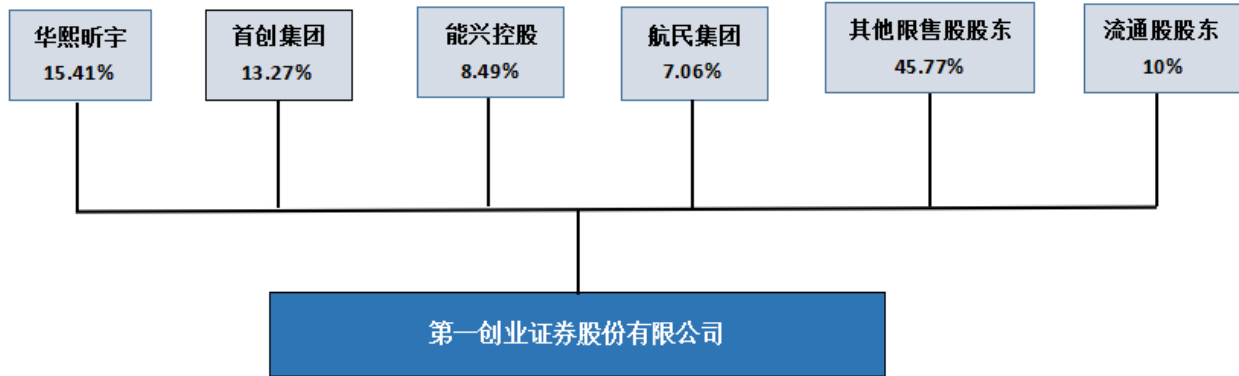 华熙昕宇
15.41%
首创集团
13.27%
能兴控股
8.49%
航民集团
7.06%
其他限售股股东
45.77%
流通股股东
10%
第一创业证券股份有限公司